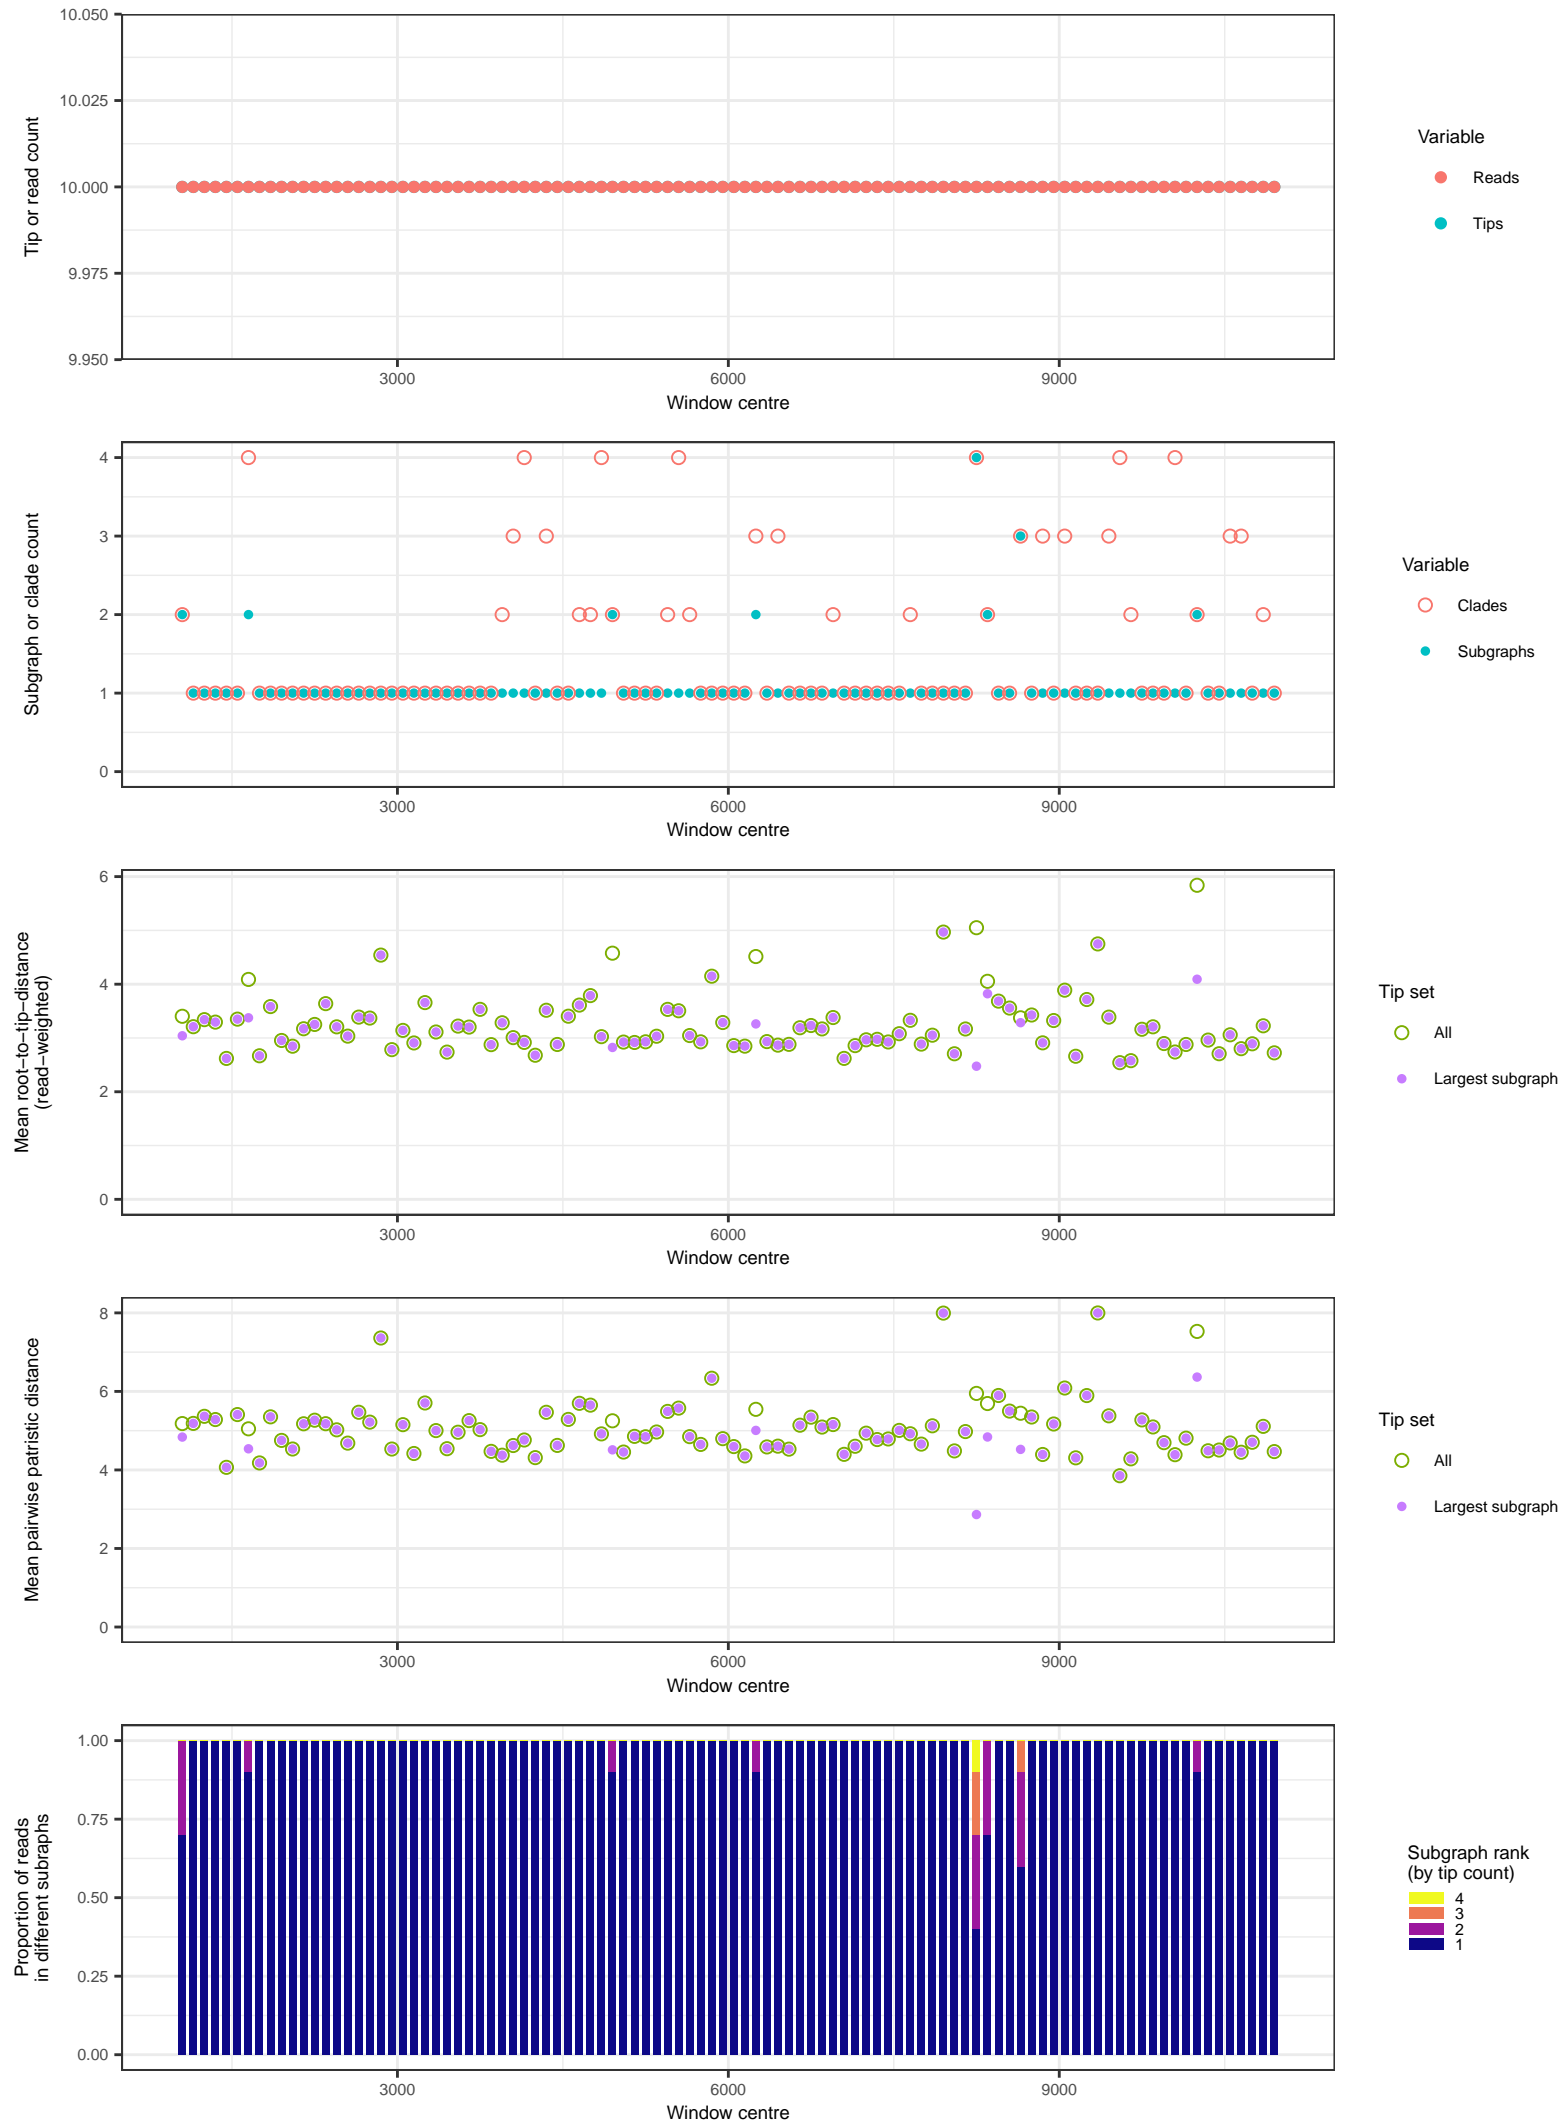 10.050
10.025
10.000
9.975
9.950
Tip or read count
3000
6000
9000
Window centre
Variable
Reads
Tips
4
3
2
1
0
Subgraph or clade count
3000
6000
9000
Window centre
Variable
Clades
Subgraphs
6
4
2
0
Mean root−to−tip−distance
(read−weighted)
3000
6000
9000
Window centre
Tip set
All
Largest subgraph
8
6
4
2
0
Mean pairwise patristic distance
3000
6000
9000
Window centre
Tip set
All
Largest subgraph
1.00
0.75
0.50
0.25
0.00
Proportion of reads
in different subraphs
3000
6000
9000
Window centre
Subgraph rank
(by tip count)
4
3
2
1